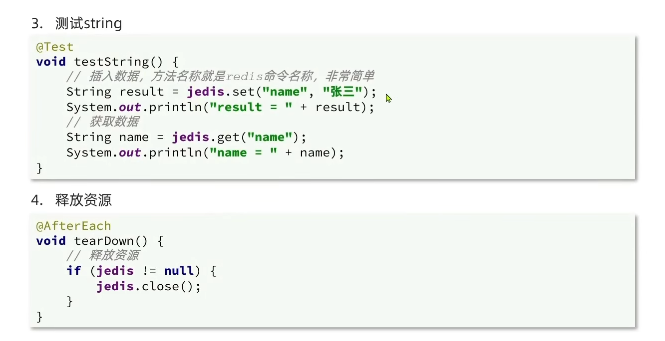 3. 测试string
@Test
void testString() {
    // 插入数据，方法名称就是redis命令名称，非常简单
    String result = jedis.set("name", "张三");
    System.out.println("result = " + result);
    // 获取数据
    String name = jedis.get("name");
    System.out.println("name = " + name);
}
4. 释放资源
@AfterEach
void tearDown() {
    // 释放资源
    if (jedis != null) {
        jedis.close();
    }
}